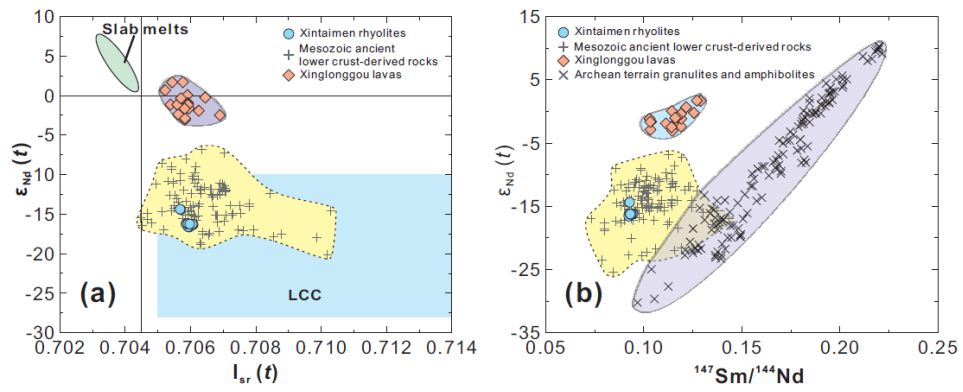 10
5
0
-5
-10
-15
-20
-25
-30
ε_Nd (t)
Slab melts
Xintaimen rhyolites
Mesozoic ancient
lower crust-derived rocks
Xinglonggou lavas
(a)
LCC
0.702 0.704 0.706 0.708 0.710 0.712 0.714
I_sr (t)
15
5
-5
-15
-25
35
ε_Nd (t)
Xintaimen rhyolites
Mesozoic ancient lower crust-derived rocks
Xinglonggou lavas
Archean terrain granulites and amphibolites
(b)
0.05 0.10 0.15 0.20 0.25
¹⁴⁷Sm/¹⁴⁴Nd